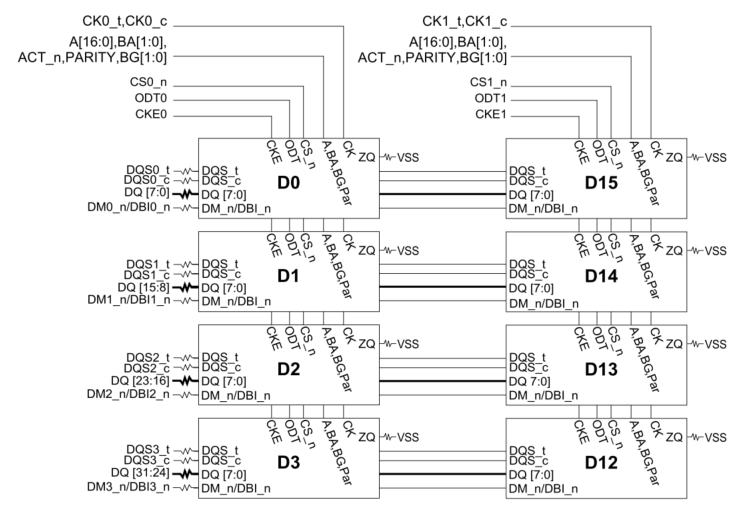 CK0_t,CK0_c
A[16:0],BA[1:0],
ACT_n,PARITY,BG[1:0]
CS0_n
ODT0
CKE0
CK1_t,CK1_c
A[16:0],BA[1:0],
ACT_n,PARITY,BG[1:0]
CS1_n
ODT1
CKE1
CKE ODT CS_n A,BA,BG,Par CK ZQ VSS
DQS0_t DQS_t
DQS0_c DQS_c
D0
DQ [7:0] DQ [7:0]
DM0_n/DBI0_n DM_n/DBI_n
CKE ODT CS_n A,BA,BG,Par CK ZQ VSS
DQS_t
DQS_c
D15
DQ [7:0]
DM_n/DBI_n
CKE ODT CS_n A,BA,BG,Par CK ZQ VSS
DQS1_t DQS_t
DQS1_c DQS_c
D1
DQ [15:8] DQ [7:0]
DM1_n/DBI1_n DM_n/DBI_n
CKE ODT CS_n A,BA,BG,Par CK ZQ VSS
DQS_t
DQS_c
D14
DQ [7:0]
DM_n/DBI_n
CKE ODT CS_n A,BA,BG,Par CK ZQ VSS
DQS2_t DQS_t
DQS2_c DQS_c
D2
DQ [23:16] DQ [7:0]
DM2_n/DBI2_n DM_n/DBI_n
CKE ODT CS_n A,BA,BG,Par CK ZQ VSS
DQS_t
DQS_c
D13
DQ 7:0]
DM_n/DBI_n
CKE ODT CS_n A,BA,BG,Par CK ZQ VSS
DQS3_t DQS_t
DQS3_c DQS_c
D3
DQ [31:24] DQ [7:0]
DM3_n/DBI3_n DM_n/DBI_n
CKE ODT CS_n A,BA,BG,Par CK ZQ VSS
DQS_t
DQS_c
D12
DQ [7:0]
DM_n/DBI_n